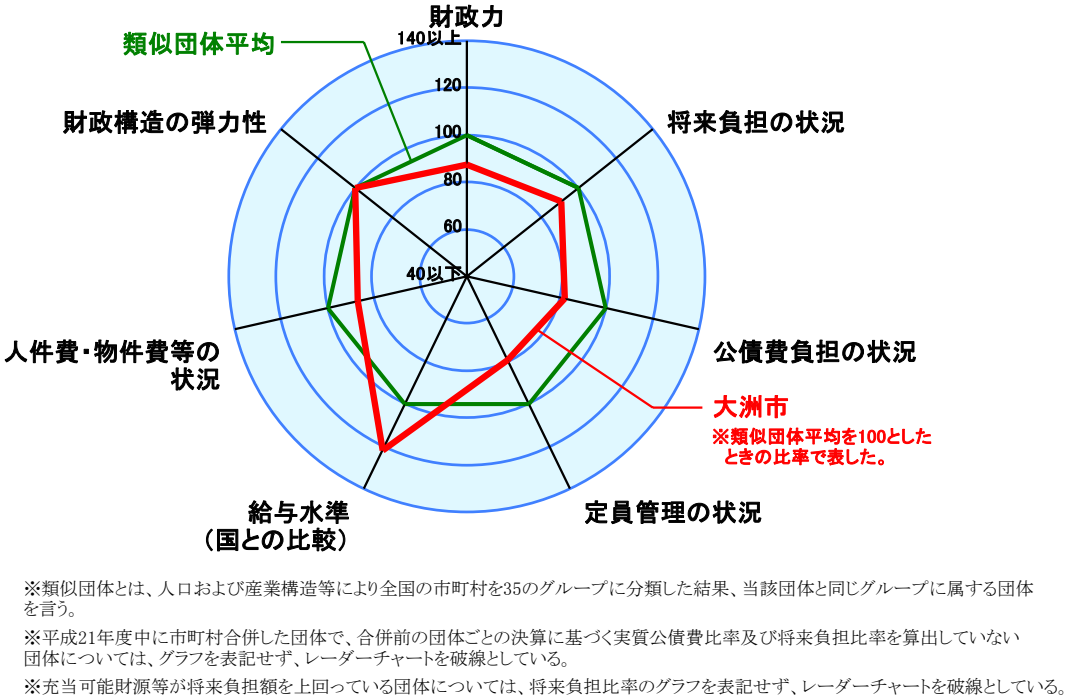 財政力
140以上
類似団体平均
120
財政構造の弾力性
将来負担の状況
100
80
60
40以下
人件費・物件費等の
状況
公債費負担の状況
大洲市
※類似団体平均を100とした
ときの比率で表した。
給与水準
（国との比較）
定員管理の状況
※類似団体とは、人口および産業構造等により全国の市町村を35のグループに分類した結果、当該団体と同じグループに属する団体
を言う。
※平成21年度中に市町村合併した団体で、合併前の団体ごとの決算に基づく実質公債費比率及び将来負担比率を算出していない
団体については、グラフを表記せず、レーダーチャートを破線としている。
※充当可能財源等が将来負担額を上回っている団体については、将来負担比率のグラフを表記せず、レーダーチャートを破線としている。